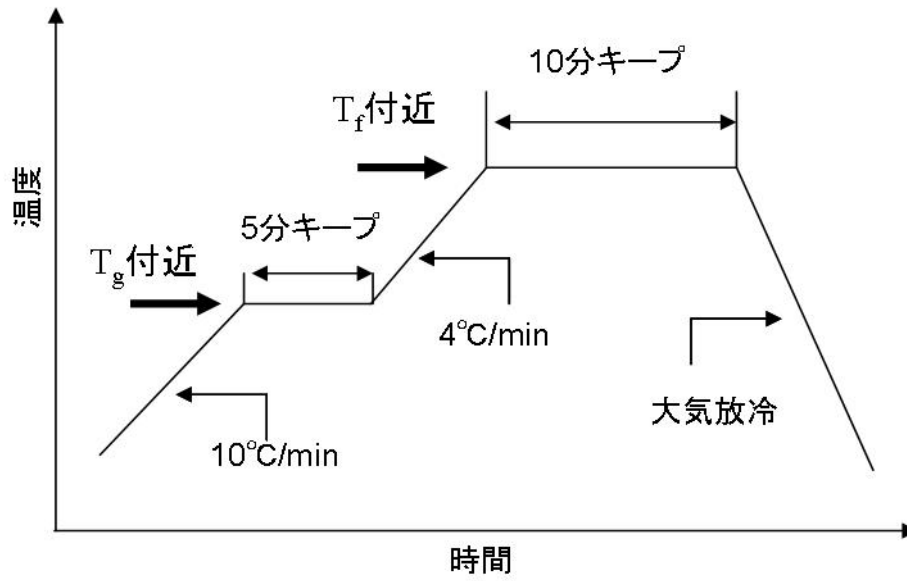 10分キープ
Tf付近
5分キープ
Tg付近
温度
4℃/min
大気放冷
10℃/min
時間